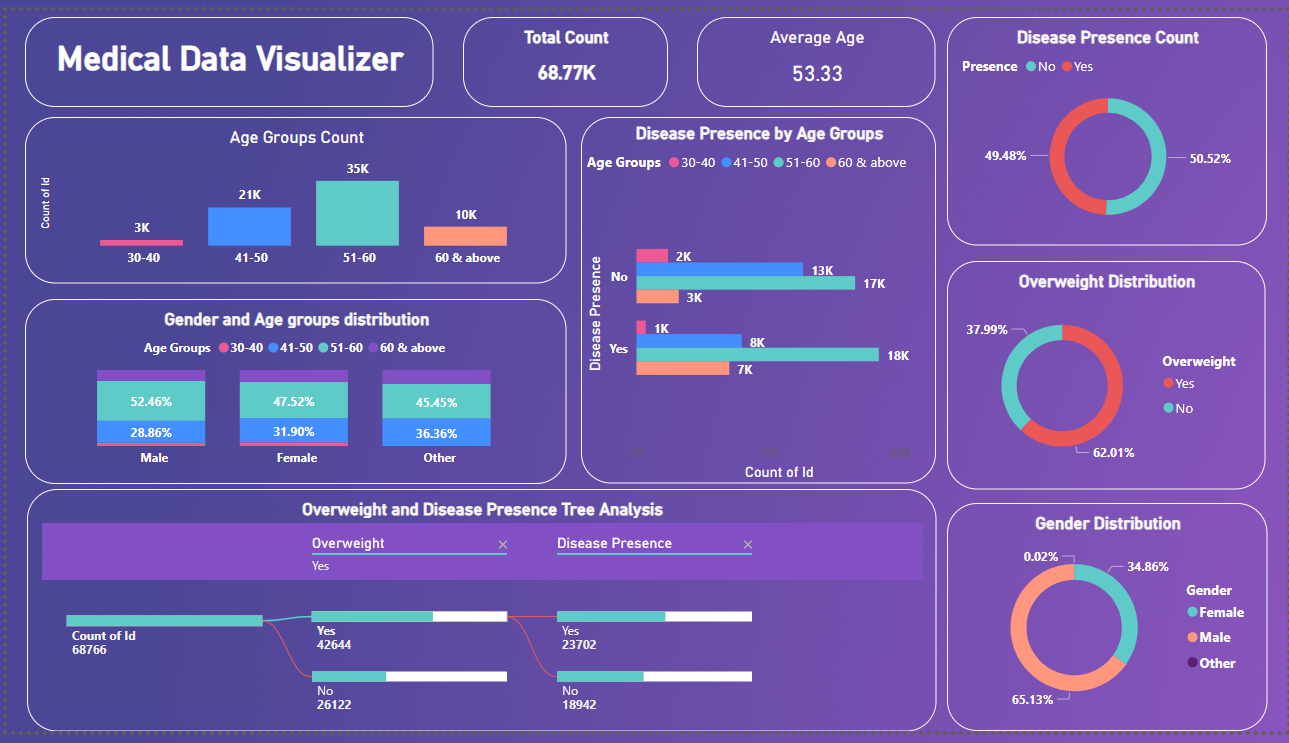 Medical Data Visualizer
Total Count
68.77K
Average Age
53.33
Disease Presence Count
Presence No Yes
49.48%
50.52%
Age Groups Count
Count of Id
3K
21K
35K
10K
30-40
41-50
51-60
60 & above
Disease Presence by Age Groups
Age Groups 30-40 41-50 51-60 60 & above
Disease Presence
No
2K
13K
17K
3K
Yes
1K
8K
18K
7K
0K 10K 20K
Count of Id
Overweight Distribution
37.99%
62.01%
Overweight
Yes
No
Gender and Age groups distribution
Age Groups 30-40 41-50 51-60 60 & above
52.46%
47.52%
45.45%
28.86%
31.90%
36.36%
Male
Female
Other
Overweight and Disease Presence Tree Analysis
Overweight
Yes
Disease Presence
Count of Id
68766
Yes
42644
No
26122
Yes
23702
No
18942
Gender Distribution
0.02%
34.86%
65.13%
Gender
Female
Male
Other